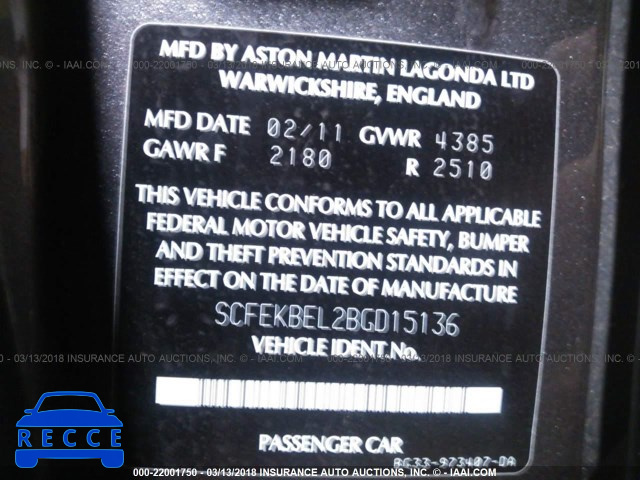 MFD BY ASTON MARTIN LAGONDA LTD
WARWICKSHIRE, ENGLAND
MFD DATE 02/11 GVWR 4385
GAWR F 2180 R 2510
THIS VEHICLE CONFORMS TO ALL APPLICABLE
FEDERAL MOTOR VEHICLE SAFETY, BUMPER
AND THEFT PREVENTION STANDARDS IN
EFFECT ON THE DATE OF MANUFACTURE
SCFEKBEL2BGD15136
VEHICLE IDENT No.
PASSENGER CAR
BG33-973407-DA
RECCE
000-22001750 - 03/13/2018 INSURANCE AUTO AUCTIONS, INC. - © IAAI.COM